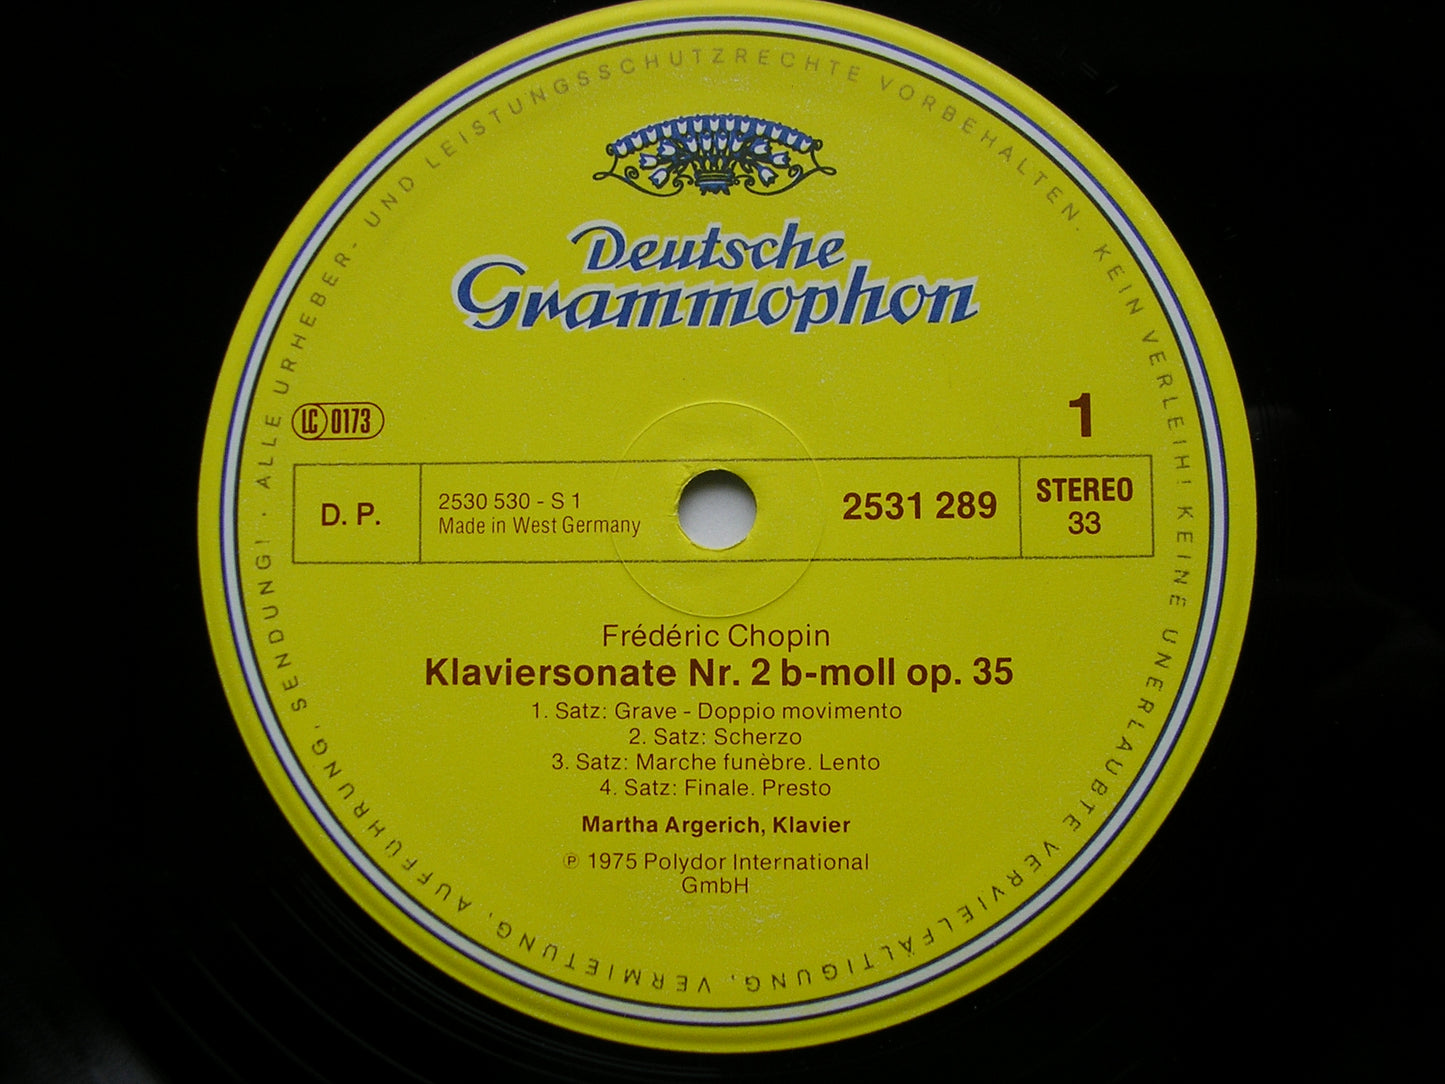 ALLE URHEBER- UND LEISTUNGSSCHUTZRECHTE VORBEHALTEN. KEIN VERLEIH! KEINE UNERLAUBTE VERVIELFÄLTIGUNG, VERMIETUNG, AUFFÜHRUNG, SENDUNG! ·
Deutsche
Grammophon
LC 0173
1
D. P.
2530 530 - S 1
Made in West Germany
2531 289
STEREO
33
Frédéric Chopin
Klaviersonate Nr. 2 b-moll op. 35
1. Satz: Grave - Doppio movimento
2. Satz: Scherzo
3. Satz: Marche funèbre. Lento
4. Satz: Finale. Presto
Martha Argerich, Klavier
℗ 1975 Polydor International
GmbH